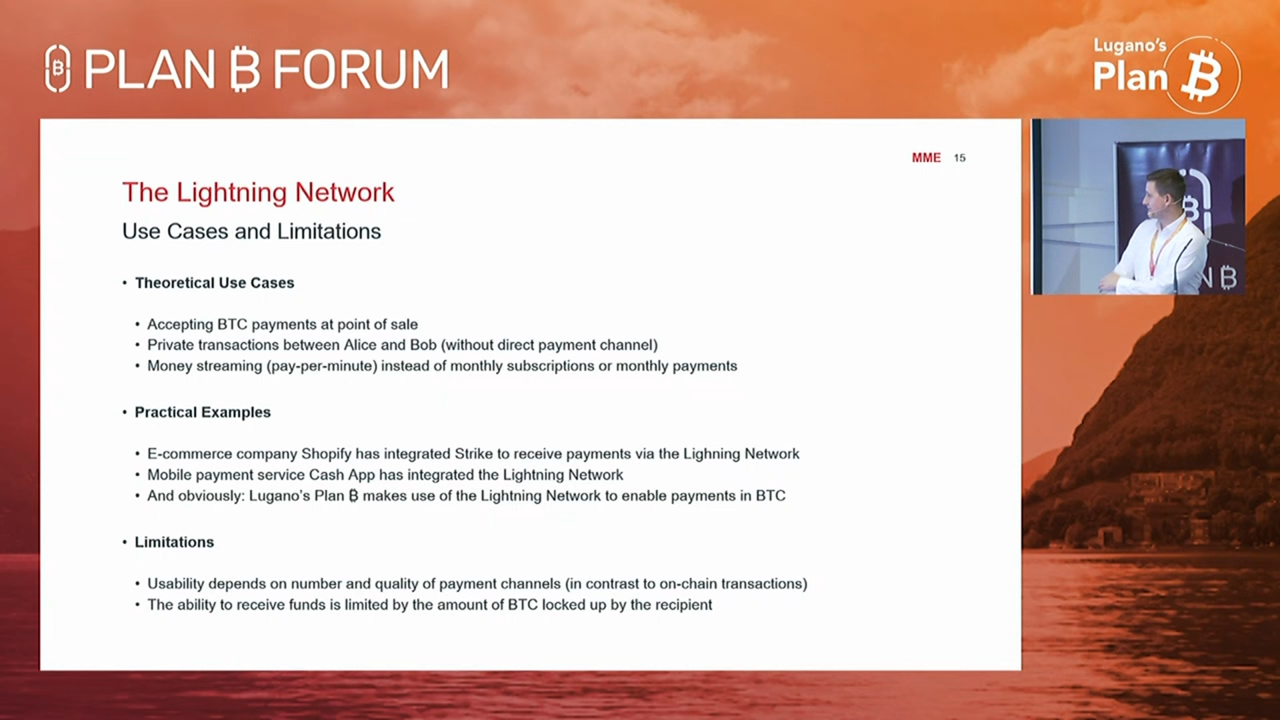 PLAN ₿ FORUM
Lugano's
Plan ₿
MME 15
The Lightning Network
Use Cases and Limitations
• Theoretical Use Cases
• Accepting BTC payments at point of sale
• Private transactions between Alice and Bob (without direct payment channel)
• Money streaming (pay-per-minute) instead of monthly subscriptions or monthly payments
• Practical Examples
• E-commerce company Shopify has integrated Strike to receive payments via the Lighning Network
• Mobile payment service Cash App has integrated the Lightning Network
• And obviously: Lugano's Plan ₿ makes use of the Lightning Network to enable payments in BTC
• Limitations
• Usability depends on number and quality of payment channels (in contrast to on-chain transactions)
• The ability to receive funds is limited by the amount of BTC locked up by the recipient
N ₿